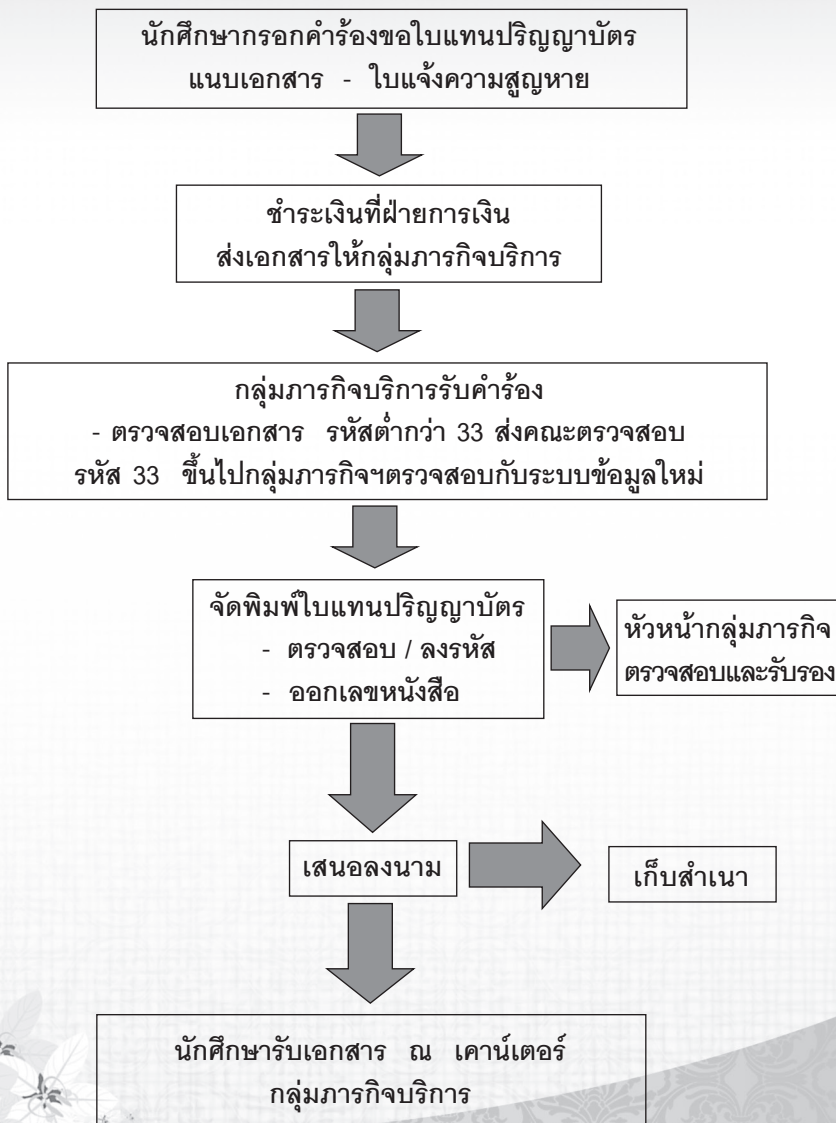 นักศึกษากรอกคำร้องขอใบแทนปริญญาบัตร
แนบเอกสาร - ใบแจ้งความสูญหาย
ชำระเงินที่ฝ่ายการเงิน
ส่งเอกสารให้กลุ่มภารกิจบริการ
กลุ่มภารกิจบริการรับคำร้อง
- ตรวจสอบเอกสาร รหัสต่ำกว่า 33 ส่งคณะตรวจสอบ
รหัส 33 ขึ้นไปกลุ่มภารกิจฯตรวจสอบกับระบบข้อมูลใหม่
จัดพิมพ์ใบแทนปริญญาบัตร
- ตรวจสอบ / ลงรหัส
- ออกเลขหนังสือ
หัวหน้ากลุ่มภารกิจ
ตรวจสอบและรับรอง
เสนอลงนาม
เก็บสำเนา
นักศึกษารับเอกสาร ณ เคาน์เตอร์
กลุ่มภารกิจบริการ